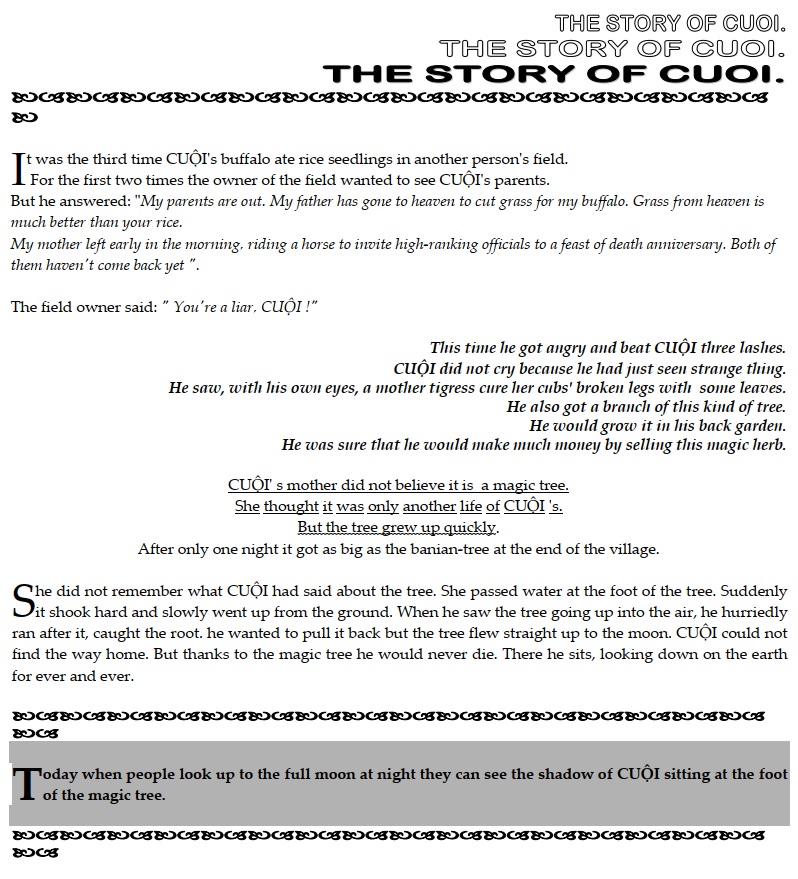 THE STORY OF CUOI.
THE STORY OF CUOI.
THE STORY OF CUOI.
It was the third time CUỘI's buffalo ate rice seedlings in another person's field.
For the first two times the owner of the field wanted to see CUỘI's parents.
But he answered: "My parents are out. My father has gone to heaven to cut grass for my buffalo. Grass from heaven is
much better than your rice.
My mother left early in the morning, riding a horse to invite high-ranking officials to a feast of death anniversary. Both of
them haven't come back yet ".
The field owner said: " You're a liar, CUỘI !"
This time he got angry and beat CUỘI three lashes.
CUỘI did not cry because he had just seen strange thing.
He saw, with his own eyes, a mother tigress cure her cubs' broken legs with some leaves.
He also got a branch of this kind of tree.
He would grow it in his back garden.
He was sure that he would make much money by selling this magic herb.
CUỘI' s mother did not believe it is a magic tree.
She thought it was only another life of CUỘI 's.
But the tree grew up quickly.
After only one night it got as big as the banian-tree at the end of the village.
She did not remember what CUỘI had said about the tree. She passed water at the foot of the tree. Suddenly
it shook hard and slowly went up from the ground. When he saw the tree going up into the air, he hurriedly
ran after it, caught the root. he wanted to pull it back but the tree flew straight up to the moon. CUỘI could not
find the way home. But thanks to the magic tree he would never die. There he sits, looking down on the earth
for ever and ever.
Today when people look up to the full moon at night they can see the shadow of CUỘI sitting at the foot
of the magic tree.